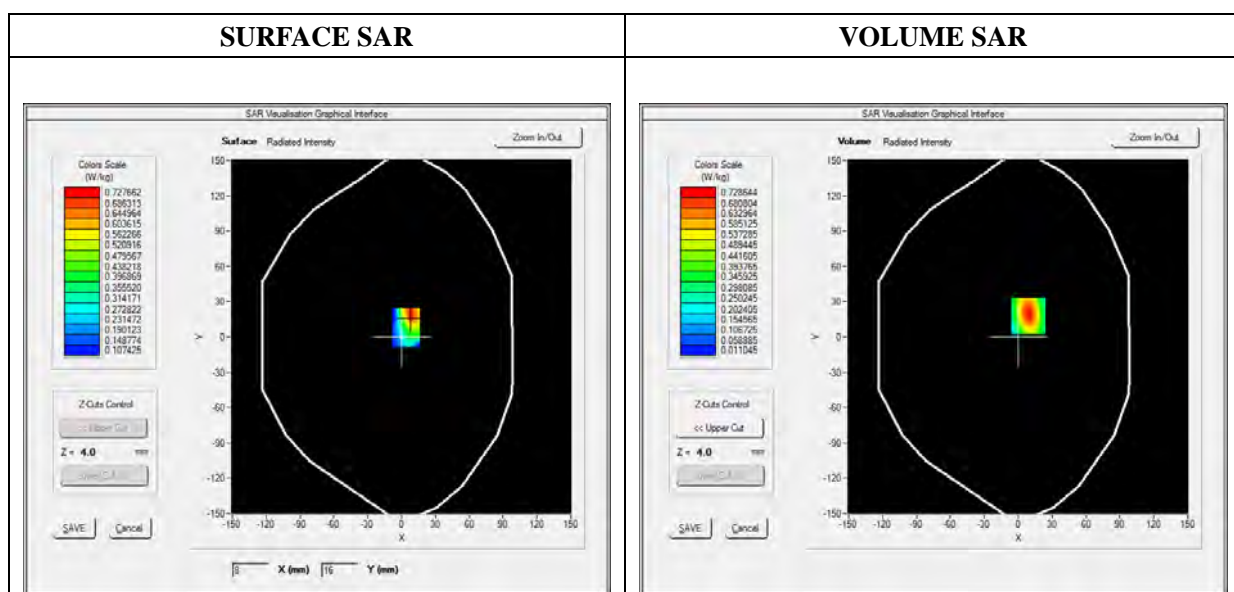 SURFACE SAR
VOLUME SAR
SAR Visualisation Graphical Interface
Surface Radiated Intensity
Zoom In/Out
Colors Scale
(W/kg)
0.727662
0.686313
0.644964
0.603615
0.562266
0.520916
0.479567
0.438218
0.396869
0.355520
0.314171
0.272822
0.231472
0.190123
0.148774
0.107425
Z-Cuts Control
<< Upper Cut
Z = 4.0 mm
SAVE
Cancel
150
120
90
60
30
0
-30
-60
-90
-120
-150
Y
-150 -120 -90 -60 -30 0 30 60 90 120 150
X
8 X (mm) 16 Y (mm)
SAR Visualisation Graphical Interface
Volume Radiated Intensity
Zoom In/Out
Colors Scale
(W/kg)
0.728644
0.680804
0.632964
0.585125
0.537285
0.489445
0.441605
0.393765
0.345925
0.298085
0.250245
0.202405
0.154565
0.106725
0.058885
0.011045
Z-Cuts Control
<< Upper Cut
Z = 4.0 mm
SAVE
Cancel
150
120
90
60
30
0
-30
-60
-90
-120
-150
Y
-150 -120 -90 -60 -30 0 30 60 90 120 150
X